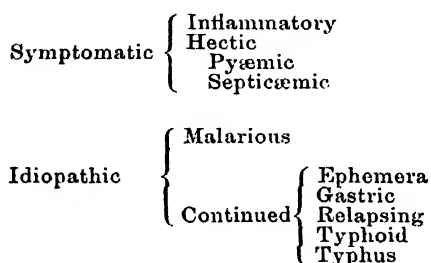 Inflammatory
Hectic
Symptomatic
Pyæmic
Septicæmic
Malarious
Idiopathic
Ephemera
Gastric
Continued
Relapsing
Typhoid
Typhus